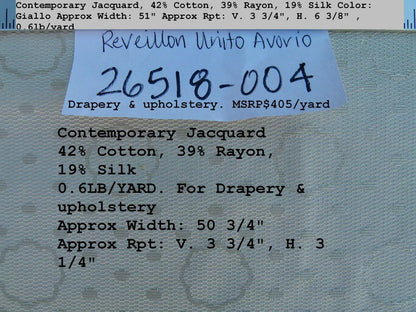 Contemporary Jacquard, 42% Cotton, 39% Rayon, 19% Silk Color:
Giallo Approx Width: 51" Approx Rpt: V. 3 3/4", H. 6 3/8" ,
0.6lb/yard
Reveillon Unito Avorio
26518-004
Drapery & upholstery. MSRP$405/yard
Contemporary Jacquard
42% Cotton, 39% Rayon,
19% Silk
0.6LB/YARD. For Drapery &
upholstery
Approx Width: 50 3/4"
Approx Rpt: V. 3 3/4", H. 3
1/4"